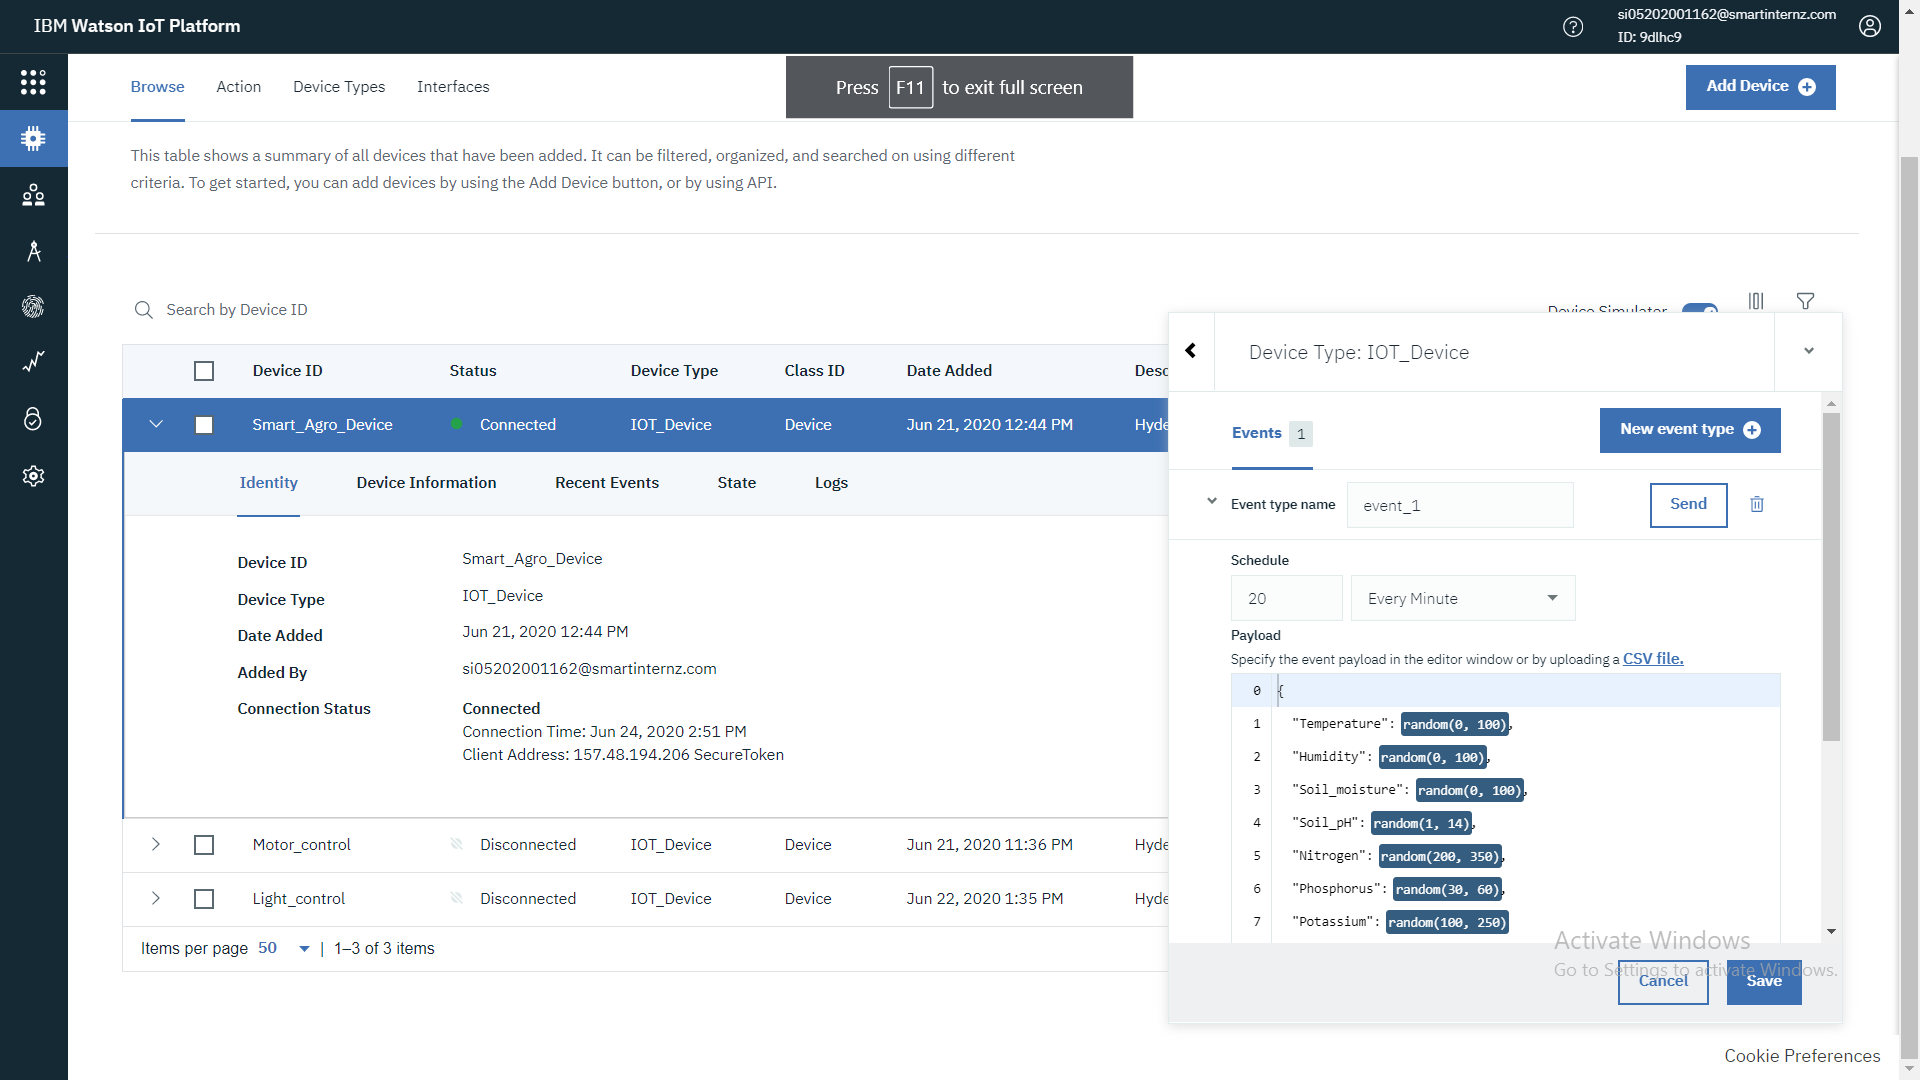 IBM Watson IoT Platform
si05202001162@smartinternz.com
ID: 9dlhc9
Browse Action Device Types Interfaces
Press F11 to exit full screen
Add Device
This table shows a summary of all devices that have been added. It can be filtered, organized, and searched on using different
criteria. To get started, you can add devices by using the Add Device button, or by using API.
Search by Device ID
Device Simulator
Device ID Status Device Type Class ID Date Added Desc
Smart_Agro_Device Connected IOT_Device Device Jun 21, 2020 12:44 PM Hyde
Identity Device Information Recent Events State Logs
Device ID Smart_Agro_Device
Device Type IOT_Device
Date Added Jun 21, 2020 12:44 PM
Added By si05202001162@smartinternz.com
Connection Status Connected
Connection Time: Jun 24, 2020 2:51 PM
Client Address: 157.48.194.206 SecureToken
Motor_control Disconnected IOT_Device Device Jun 21, 2020 11:36 PM Hyde
Light_control Disconnected IOT_Device Device Jun 22, 2020 1:35 PM Hyde
Items per page 50 | 1–3 of 3 items
Device Type: IOT_Device
Events 1
New event type
Event type name event_1 Send
Schedule
20 Every Minute
Payload
Specify the event payload in the editor window or by uploading a CSV file.
0 {
1 "Temperature": random(0, 100),
2 "Humidity": random(0, 100),
3 "Soil_moisture": random(0, 100),
4 "Soil_pH": random(1, 14),
5 "Nitrogen": random(200, 350),
6 "Phosphorus": random(30, 60),
7 "Potassium": random(100, 250)
Activate Windows
Go to Settings to activate Windows.
Cancel Save
Cookie Preferences